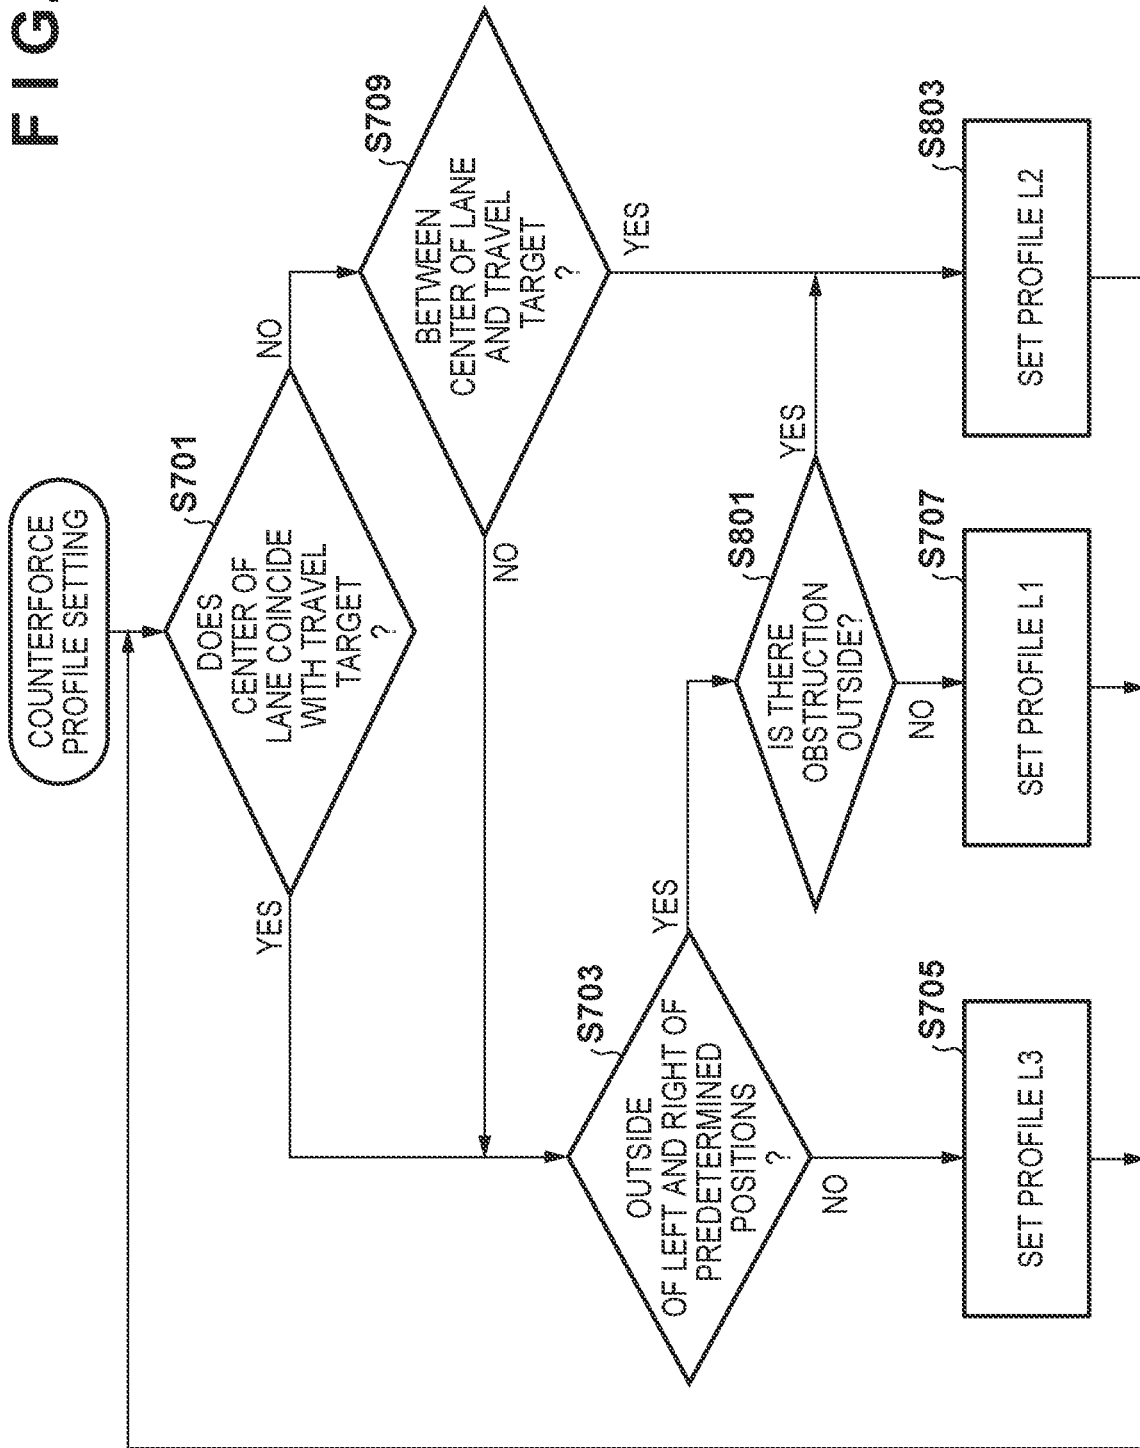 FIG.
COUNTERFORCE
PROFILE SETTING
S701
DOES
CENTER OF
LANE COINCIDE
WITH TRAVEL
TARGET
?
YES
NO
S709
BETWEEN
CENTER OF LANE
AND TRAVEL
TARGET
?
NO
YES
S703
OUTSIDE
OF LEFT AND RIGHT OF
PREDETERMINED
POSITIONS
?
YES
NO
S801
IS THERE
OBSTRUCTION
OUTSIDE?
YES
NO
S705
SET PROFILE L3
S707
SET PROFILE L1
S803
SET PROFILE L2